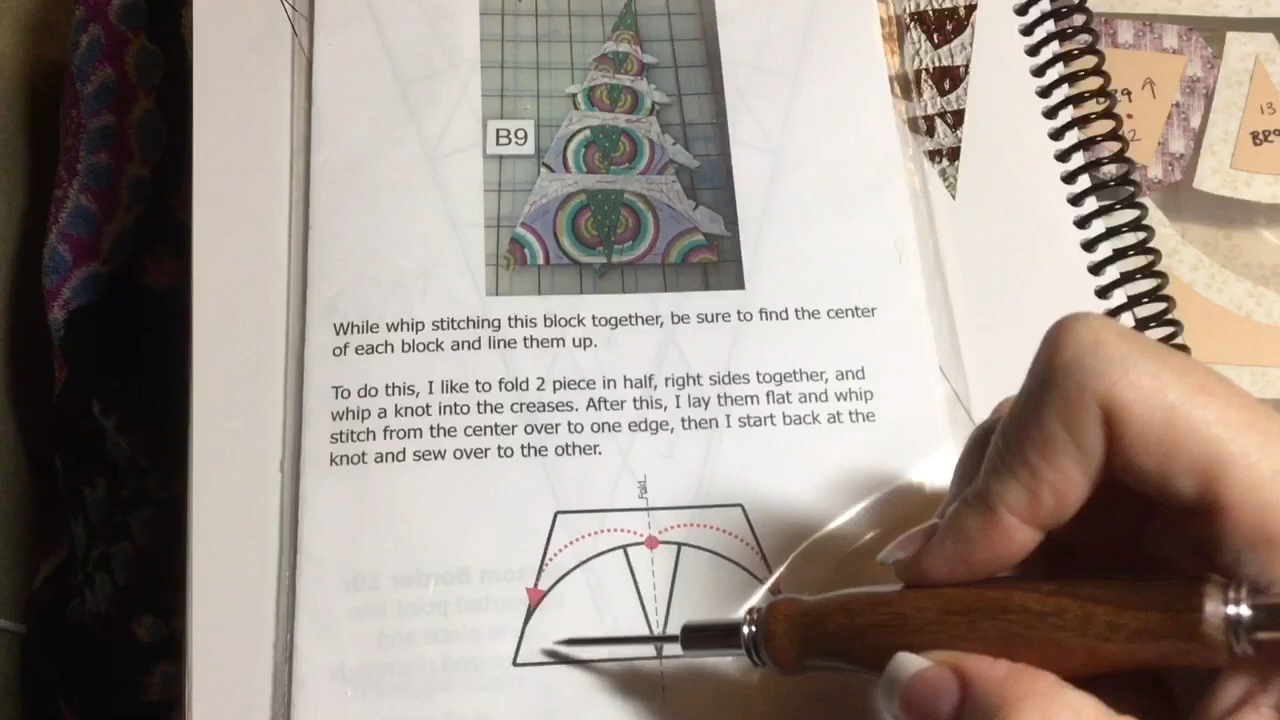 B9
While whip stitching this block together, be sure to find the center
of each block and line them up.
To do this, I like to fold 2 piece in half, right sides together, and
whip a knot into the creases. After this, I lay them flat and whip
stitch from the center over to one edge, then I start back at the
knot and sew over to the other.
Fold
13